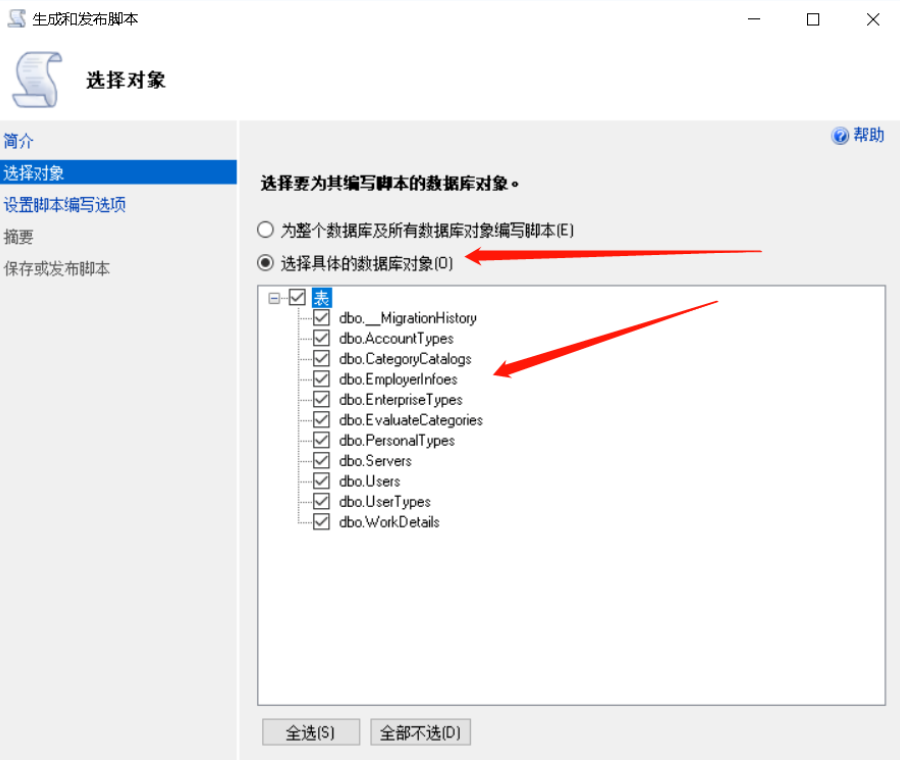 生成和发布脚本
选择对象
简介
选择对象
设置脚本编写选项
摘要
保存或发布脚本
帮助
选择要为其编写脚本的数据库对象。
为整个数据库及所有数据库对象编写脚本(E)
选择具体的数据库对象(O)
表
dbo.__MigrationHistory
dbo.AccountTypes
dbo.CategoryCatalogs
dbo.EmployerInfoes
dbo.EnterpriseTypes
dbo.EvaluateCategories
dbo.PersonalTypes
dbo.Servers
dbo.Users
dbo.UserTypes
dbo.WorkDetails
全选(S)
全部不选(D)